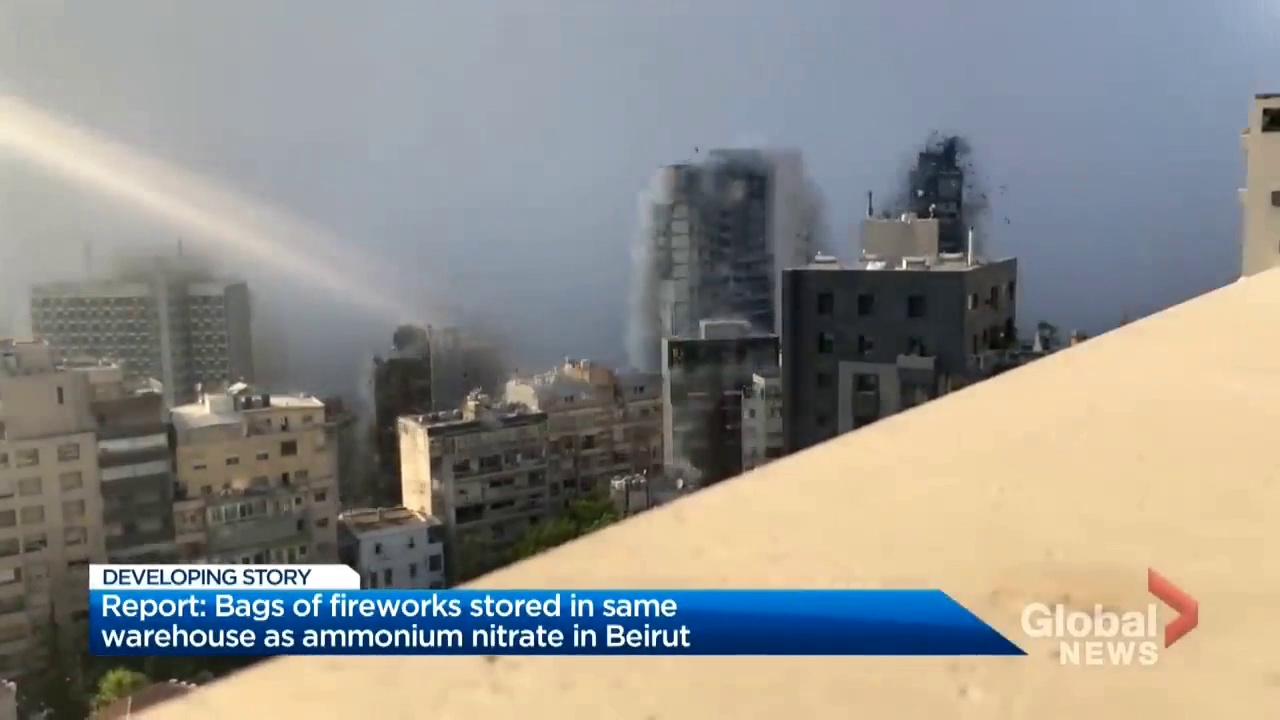 DEVELOPING STORY
Report: Bags of fireworks stored in same
warehouse as ammonium nitrate in Beirut
Global
NEWS